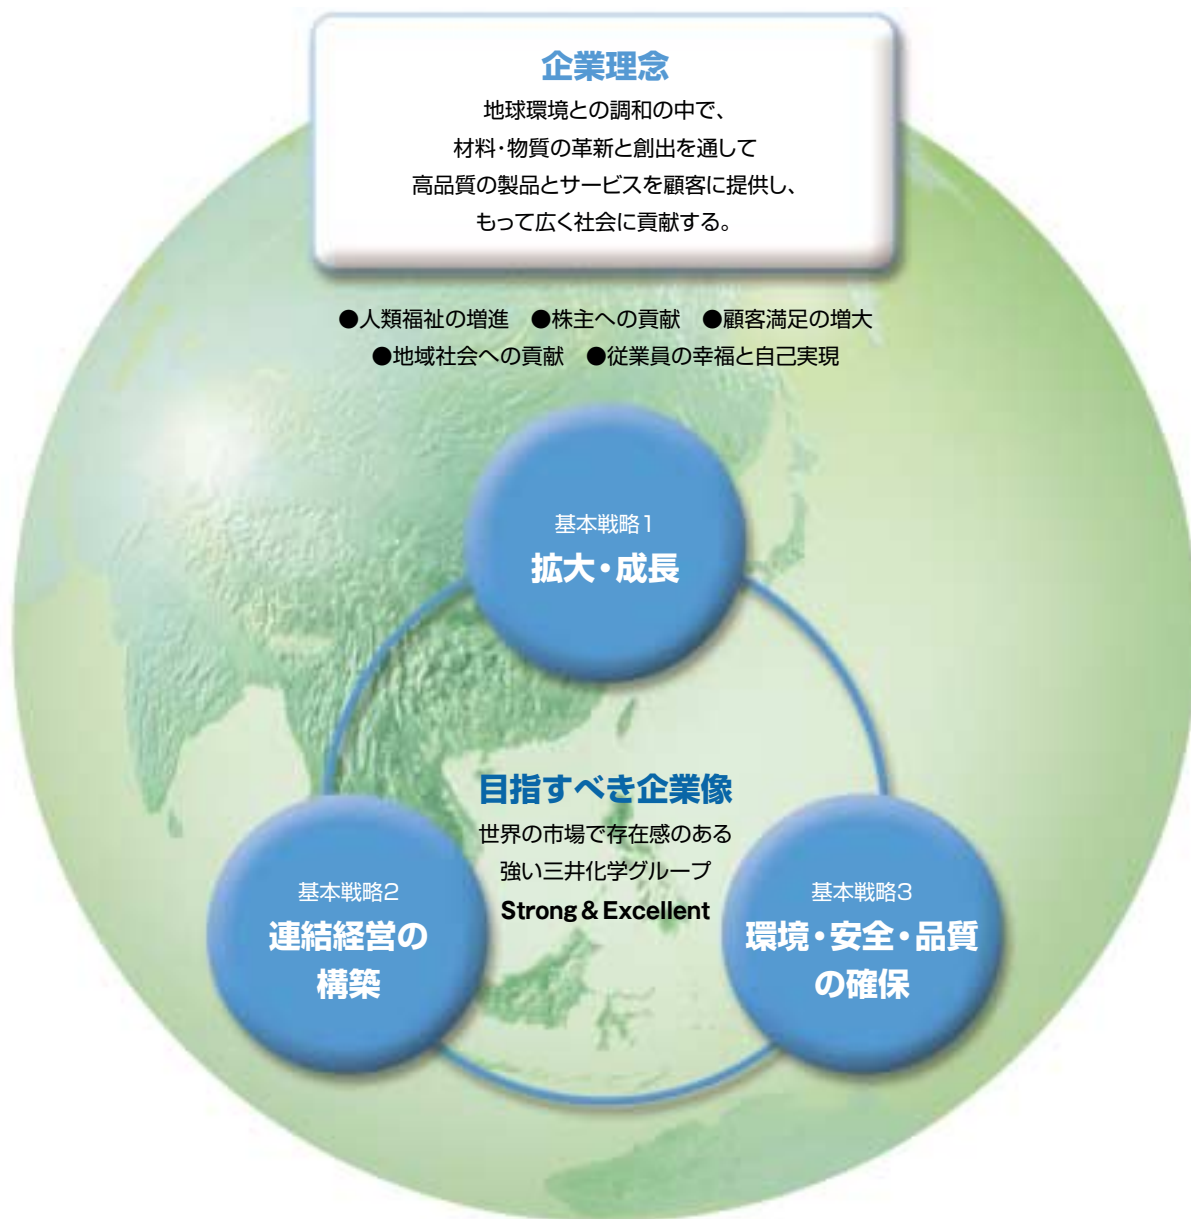 企業理念
地球環境との調和の中で、
材料・物質の革新と創出を通して
高品質の製品とサービスを顧客に提供し、
もって広く社会に貢献する。
●人類福祉の増進　●株主への貢献　●顧客満足の増大
●地域社会への貢献　●従業員の幸福と自己実現
基本戦略1
拡大・成長
目指すべき企業像
世界の市場で存在感のある
強い三井化学グループ
Strong & Excellent
基本戦略2
連結経営の
構築
基本戦略3
環境・安全・品質
の確保